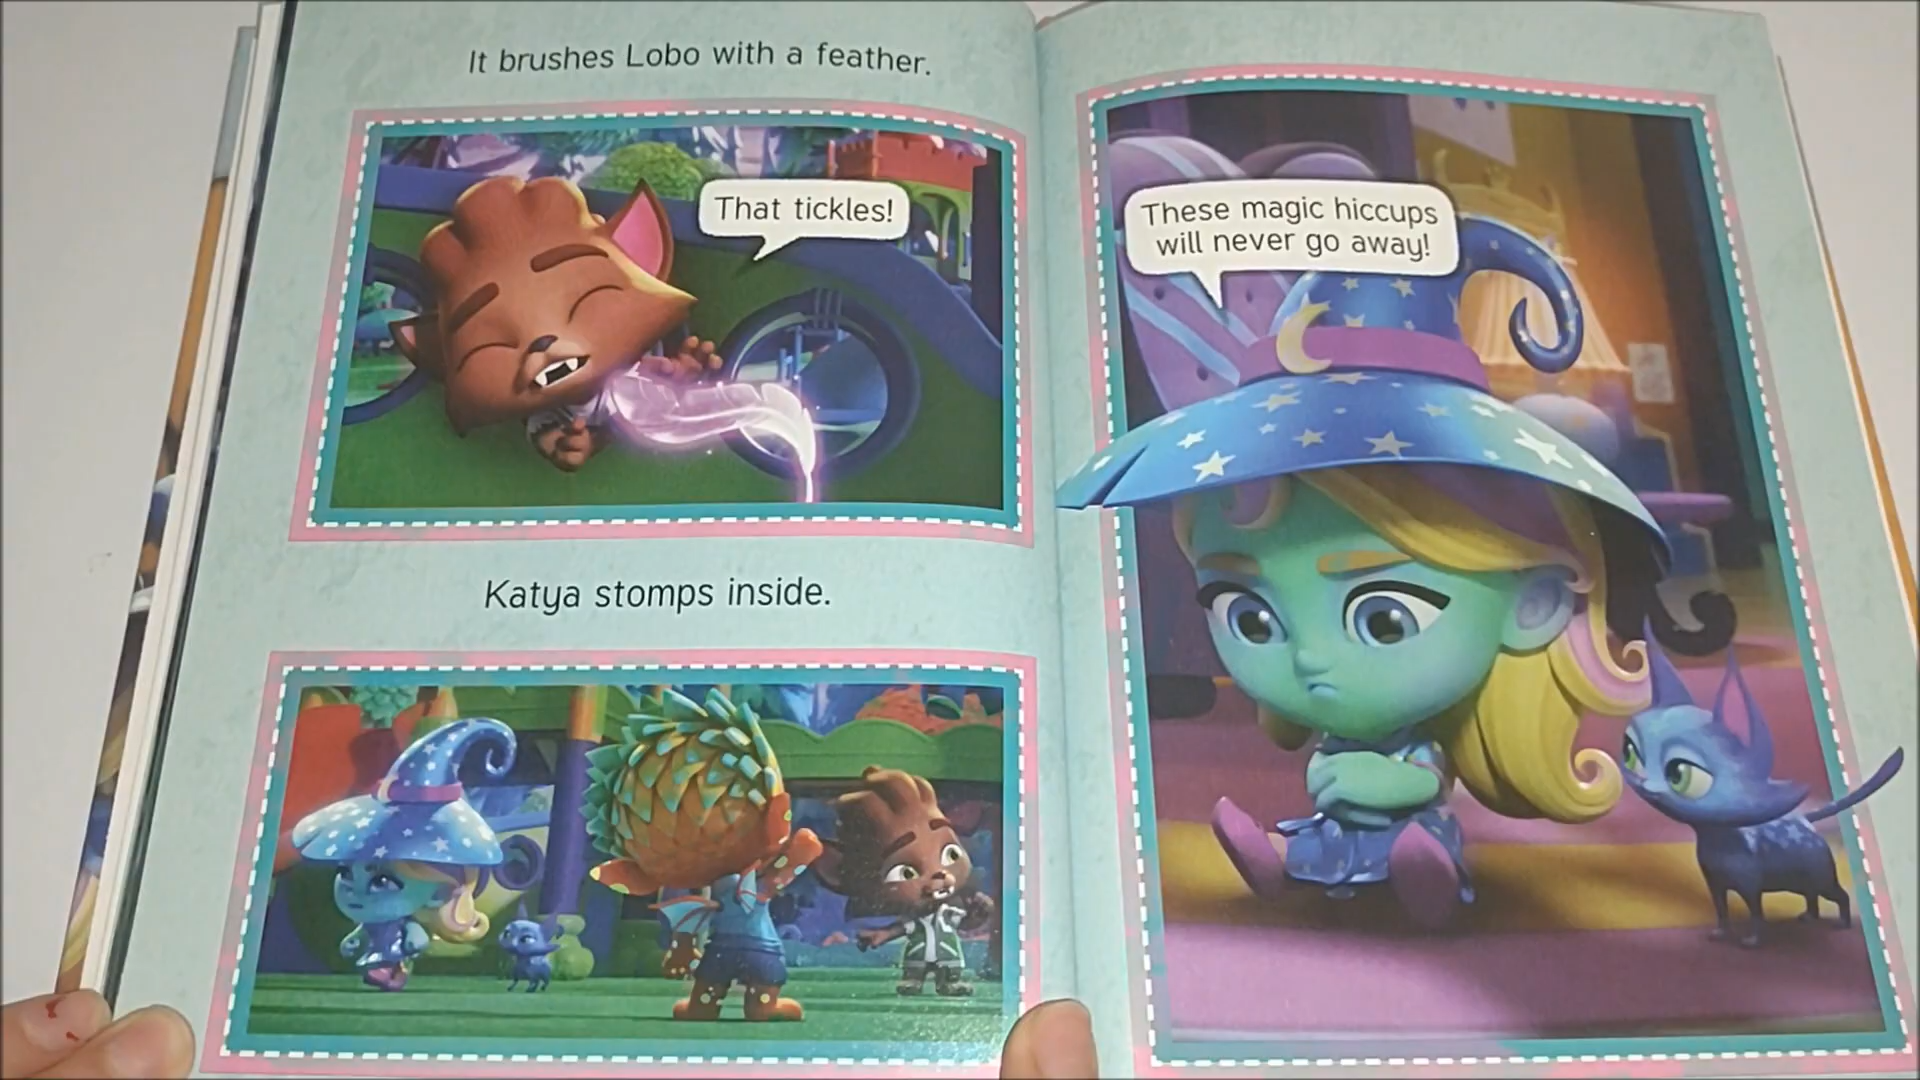 It brushes Lobo with a feather.
That tickles!
Katya stomps inside.
These magic hiccups
will never go away!